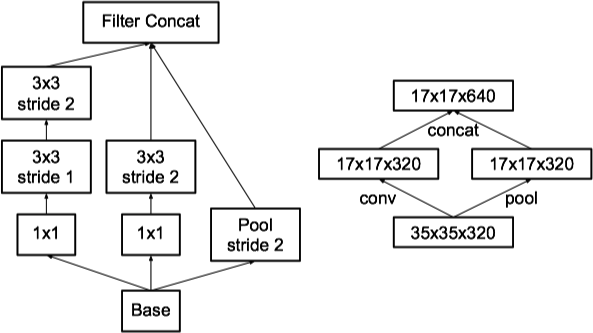 Filter Concat
3x3
stride 2
3x3
stride 1
3x3
stride 2
1x1
1x1
Pool
stride 2
Base
17x17x640
concat
17x17x320
17x17x320
conv
pool
35x35x320